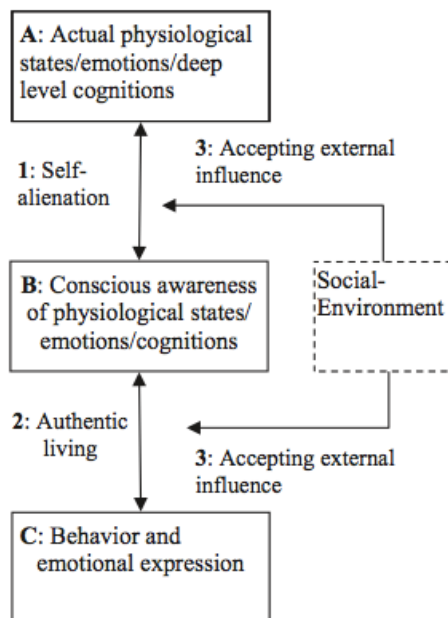 A: Actual physiological
states/emotions/deep
level cognitions
3: Accepting external
influence
1: Self-
alienation
B: Conscious awareness
of physiological states/
emotions/cognitions
Social-
Environment
2: Authentic
living
3: Accepting external
influence
C: Behavior and
emotional expression